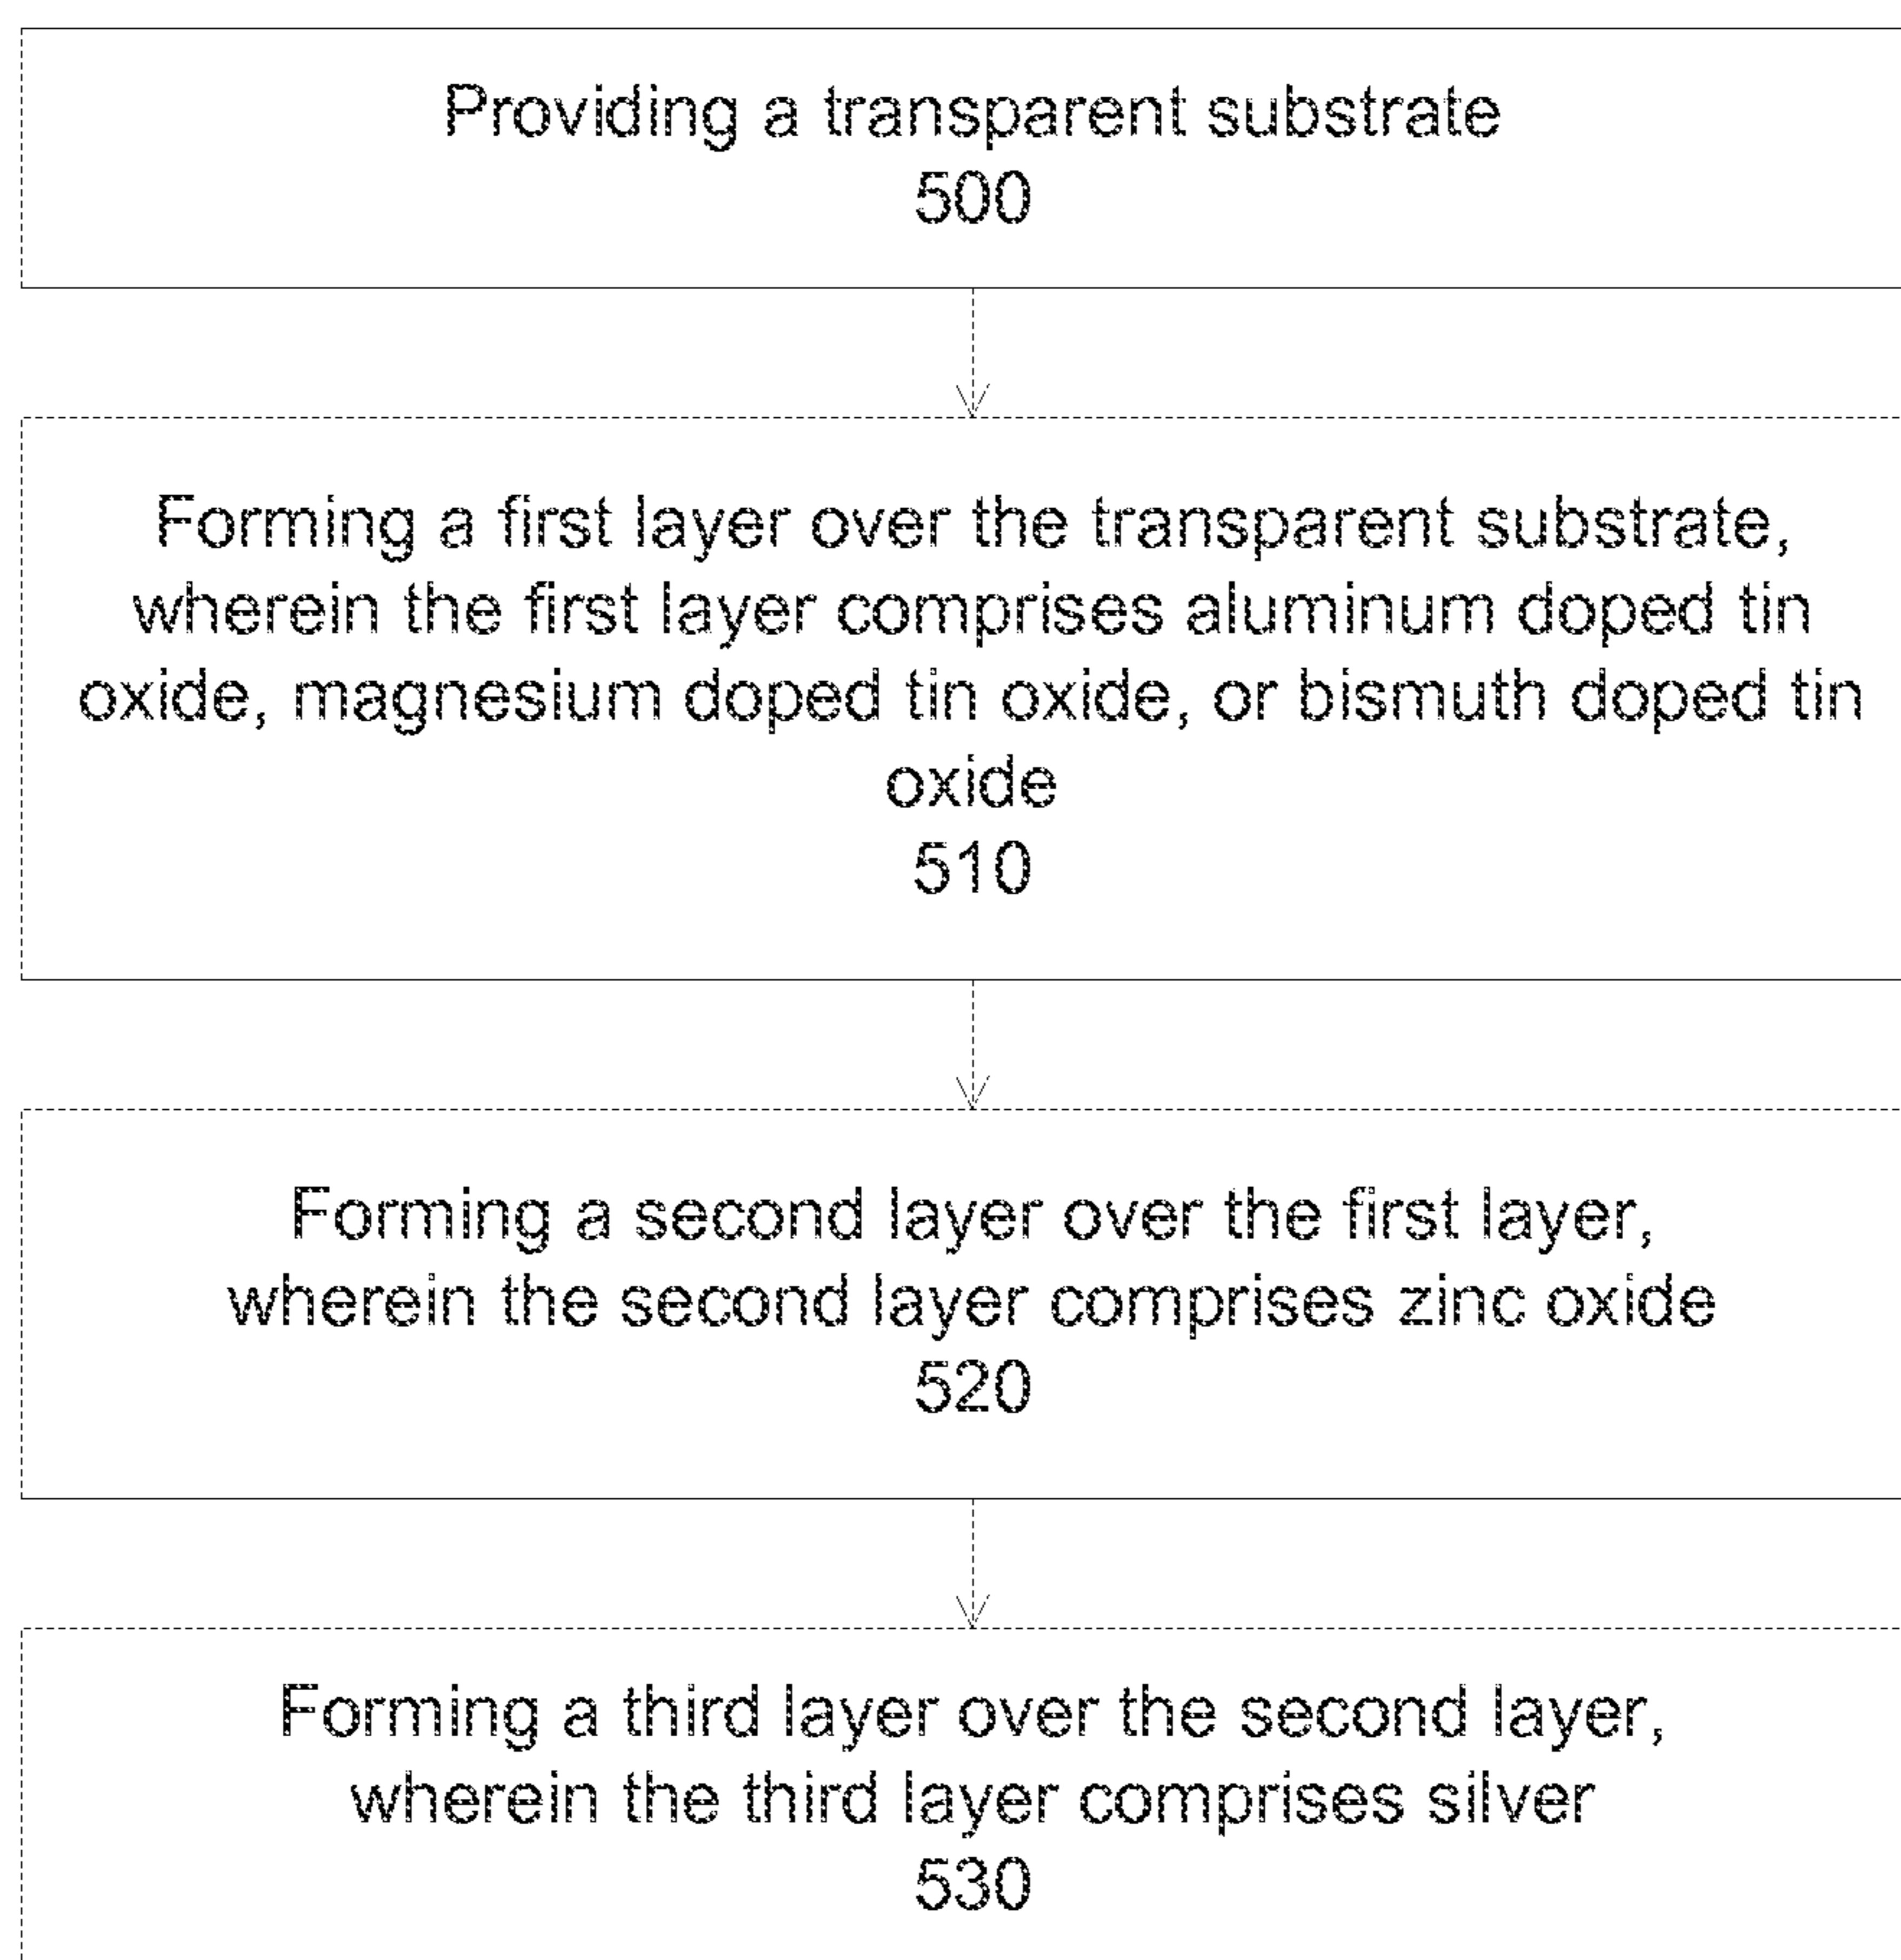 Providing a transparent substrate
500
Forming a first layer over the transparent substrate,
wherein the first layer comprises aluminum doped tin
oxide, magnesium doped tin oxide, or bismuth doped tin
oxide
510
Forming a second layer over the first layer,
wherein the second layer comprises zinc oxide
520
Forming a third layer over the second layer,
wherein the third layer comprises silver
530